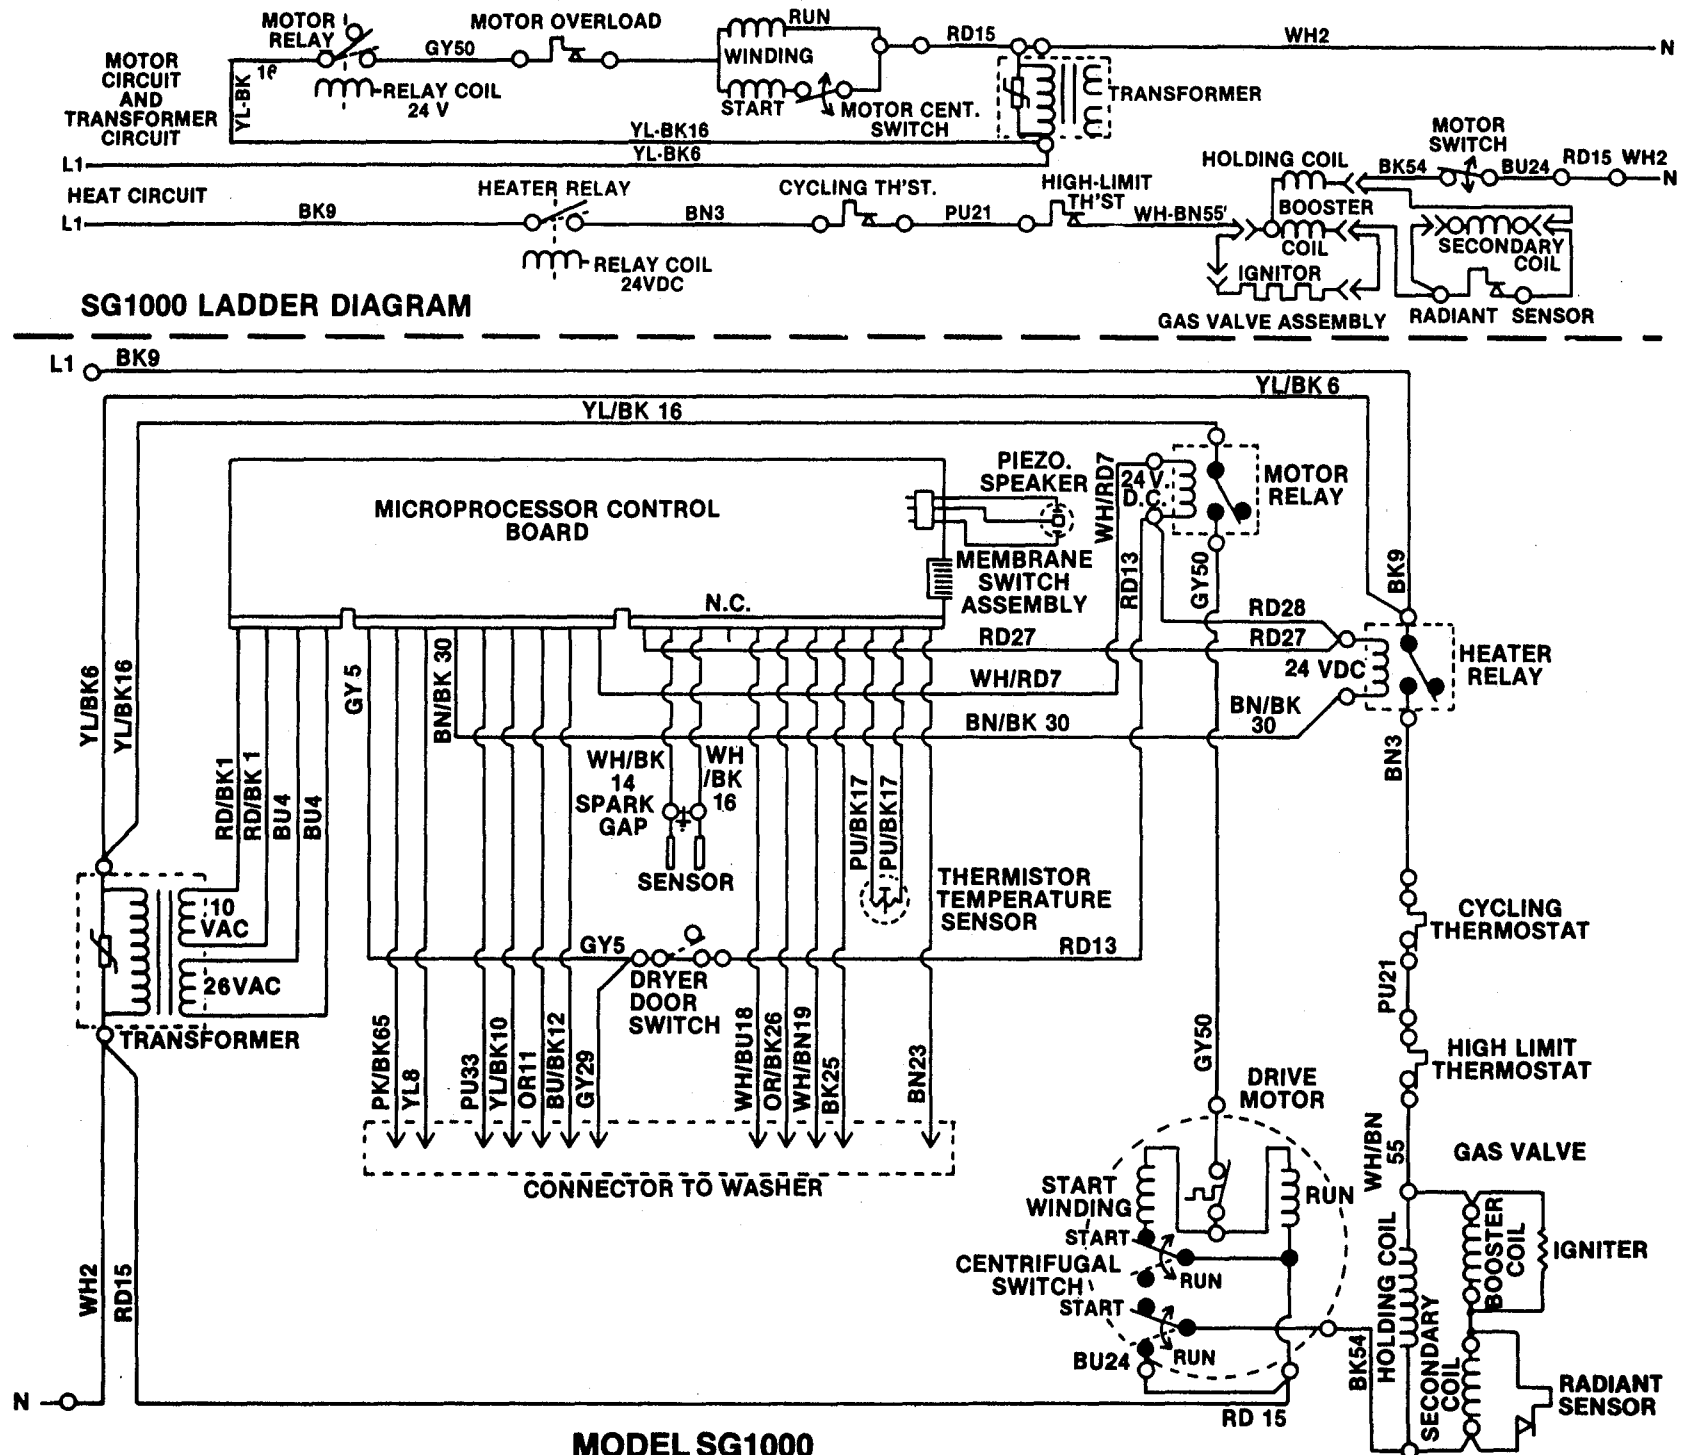 MOTOR
RELAY
MOTOR OVERLOAD
RUN
WINDING
GY50
RD15
WH2
N
MOTOR
CIRCUIT
AND
TRANSFORMER
CIRCUIT
YL-BK
RELAY COIL
24 V
START
MOTOR CENT.
SWITCH
TRANSFORMER
YL-BK16
YL-BK6
L1
MOTOR
SWITCH
HOLDING COIL
BK54
BU24
RD15
WH2
N
HEAT CIRCUIT
HEATER RELAY
CYCLING TH'ST.
HIGH-LIMIT
TH'ST
L1
BK9
BN3
PU21
WH-BN55'
BOOSTER
COIL
SECONDARY
COIL
RELAY COIL
24VDC
IGNITOR
GAS VALVE ASSEMBLY
RADIANT SENSOR
SG1000 LADDER DIAGRAM
L1
BK9
YL/BK 6
YL/BK 16
MICROPROCESSOR CONTROL
BOARD
PIEZO.
SPEAKER
MEMBRANE
SWITCH
ASSEMBLY
N.C.
WH/RD7
24 V.
D.C.
MOTOR
RELAY
RD13
GY50
BK9
RD28
RD27
RD27
24 VDC
HEATER
RELAY
WH/RD7
BN/BK
30
BN/BK 30
BN3
YL/BK6
YL/BK16
RD/BK1
RD/BK 1
BU4
BU4
GY 5
BN/BK 30
WH/BK
14
SPARK
GAP
WH
/BK
16
SENSOR
PU/BK17
PU/BK17
THERMISTOR
TEMPERATURE
SENSOR
10
VAC
26VAC
TRANSFORMER
GY5
DRYER
DOOR
SWITCH
RD13
CYCLING
THERMOSTAT
PU21
HIGH LIMIT
THERMOSTAT
PK/BK65
YL8
PU33
YL/BK10
OR11
BU/BK12
GY29
WH/BU18
OR/BK26
WH/BN19
BK25
BN23
CONNECTOR TO WASHER
GY50
DRIVE
MOTOR
START
WINDING
RUN
START
CENTRIFUGAL
SWITCH
RUN
START
BU24
RUN
WH/BN
55
GAS VALVE
HOLDING COIL
BOOSTER
COIL
IGNITER
SECONDARY
COIL
BK54
RADIANT
SENSOR
WH2
RD15
N
RD 15
MODEL SG1000